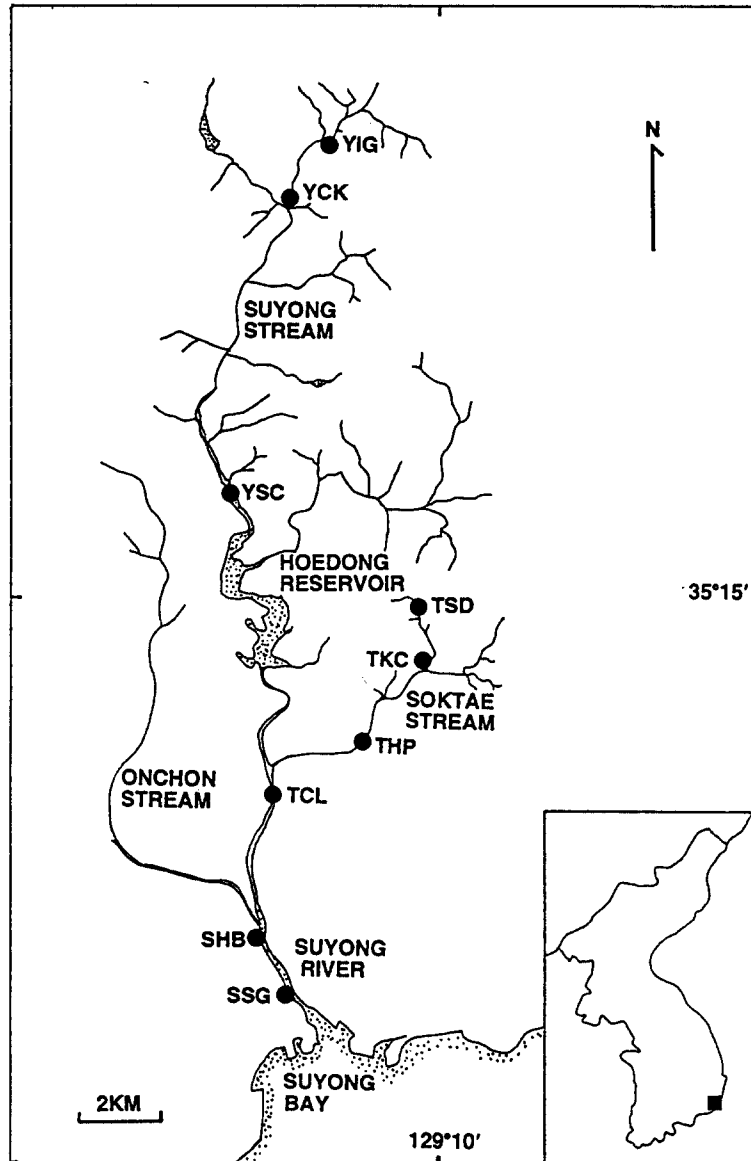 N
YIG
YCK
SUYONG
STREAM
YSC
HOEDONG
RESERVOIR
35°15'
TSD
TKC
SOKTAE
STREAM
THP
ONCHON
STREAM
TCL
SHB
SUYONG
RIVER
SSG
SUYONG
BAY
2KM
129°10'